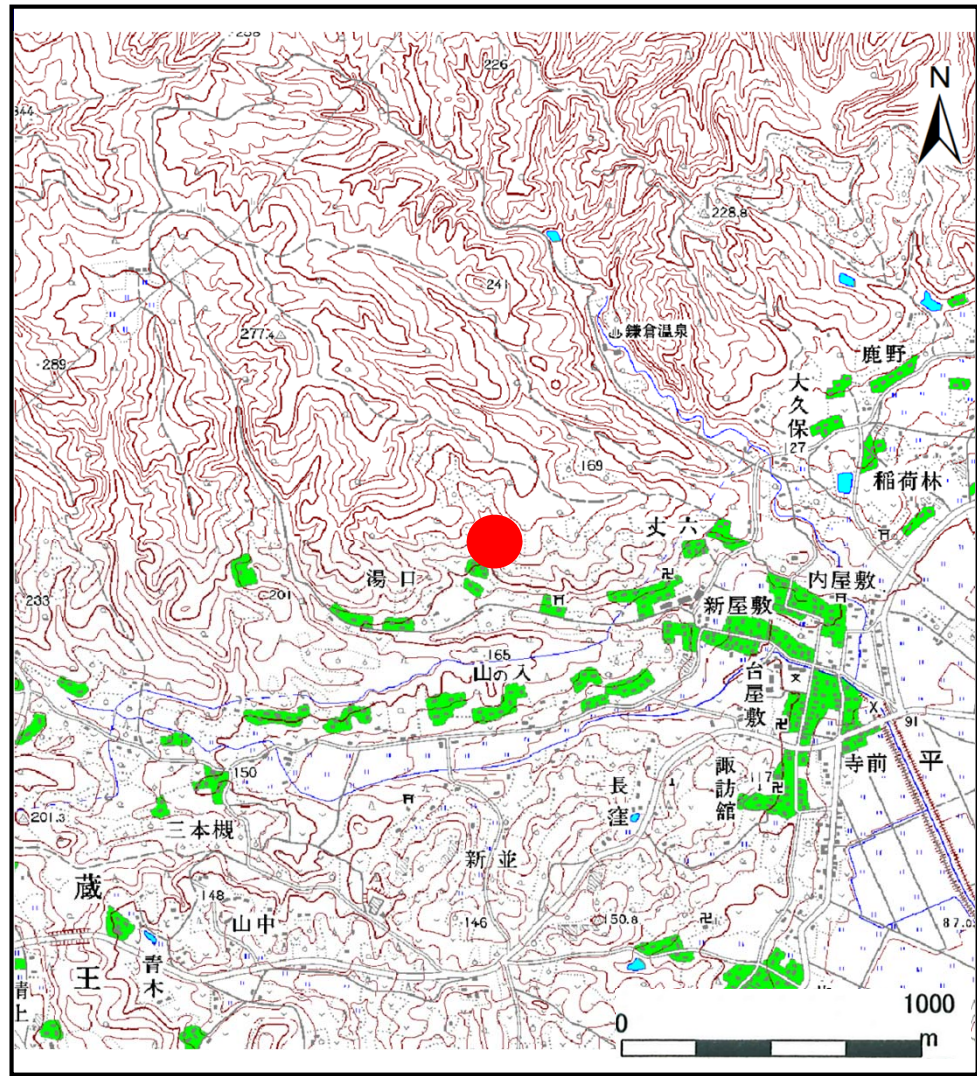 226
N
344
228.8
241
277.4
鎌倉温泉
289
鹿野
大久保
127
169
稲荷林
丈六
湯口
内屋敷
201
新屋敷
233
165
山の入
台屋敷
91
平
寺前
150
諏訪舘
117
長窪
201.3
三本槻
新並
蔵王
148
山中
146
150.8
87.0
青木
青上
0
1000
m